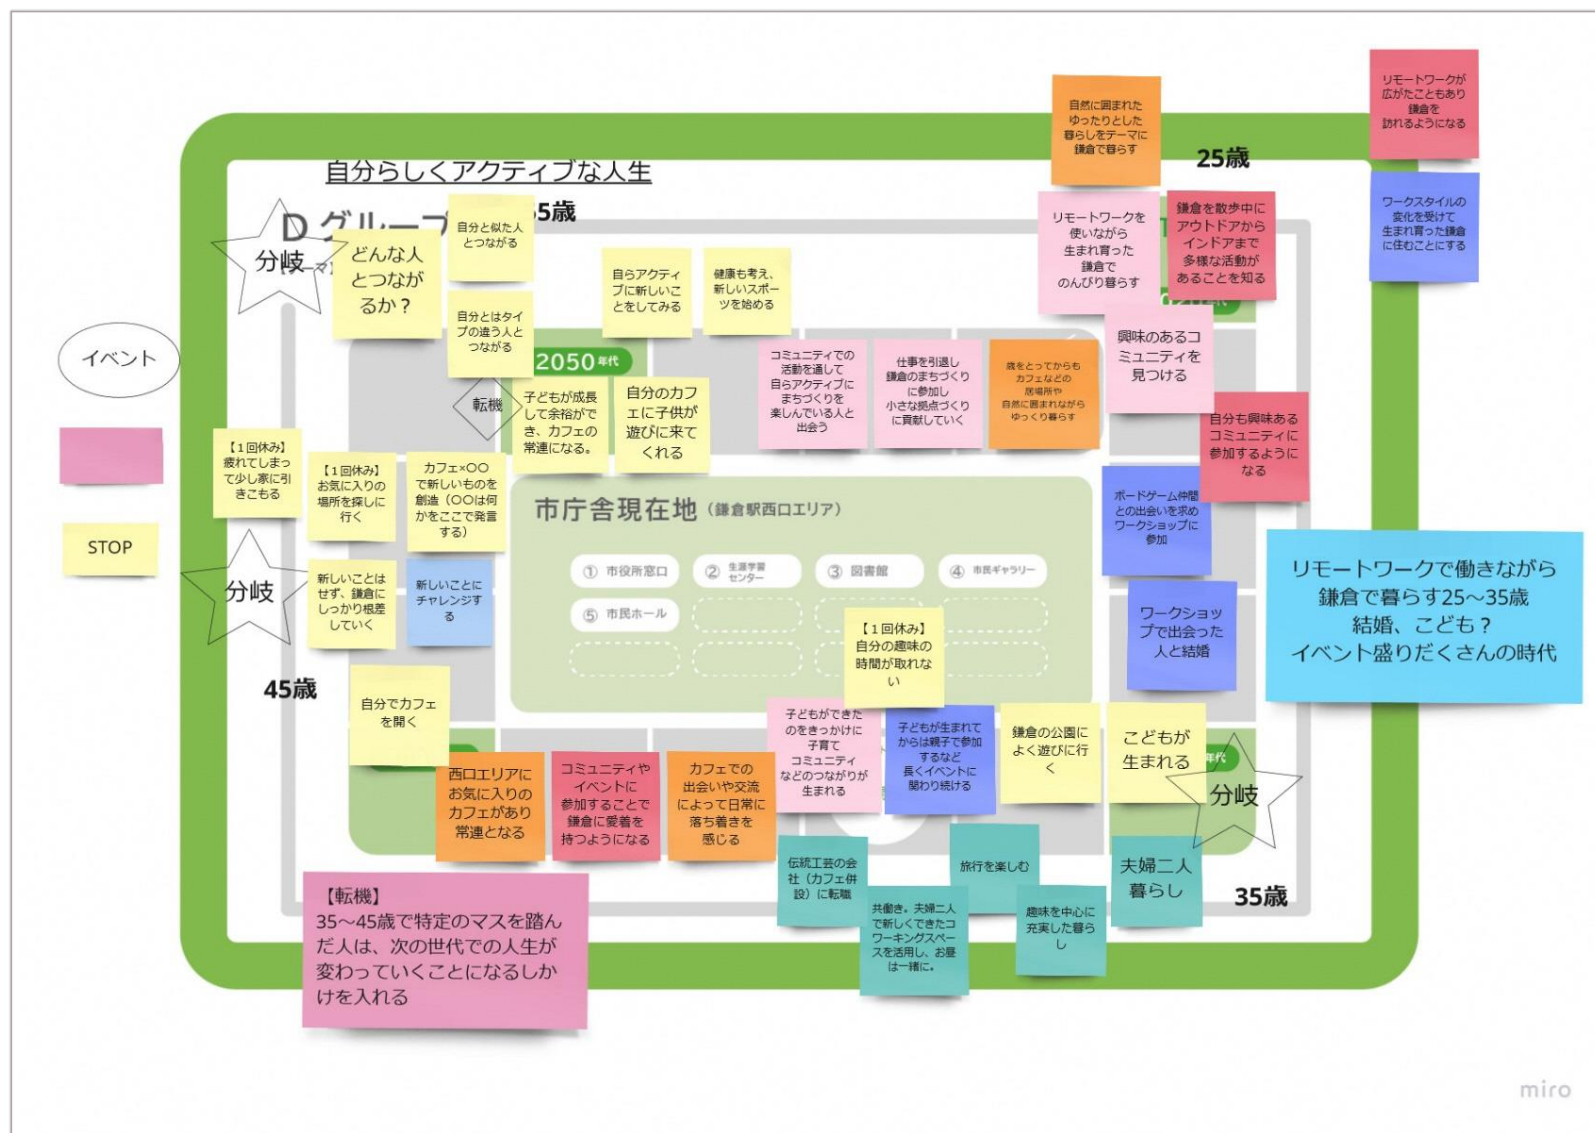 自分らしくアクティブな人生
D グループ
55歳
25歳
35歳
45歳
分岐
どんな人
とつなが
るか？
自分と似た人
とつながる
自分とはタイ
プの違う人と
つながる
自らアクティ
ブに新しいこ
とをしてみる
健康も考え、
新しいスポー
ツを始める
自然に囲まれた
ゆったりとした
暮らしをテーマに
鎌倉で暮らす
リモートワークが
広がたこともあり
鎌倉を
訪れるようになる
ワークスタイルの
変化を受けて
生まれ育った鎌倉
に住むことにする
リモートワークを
使いながら
生まれ育った
鎌倉で
のんびり暮らす
鎌倉を散歩中に
アウトドアから
インドアまで
多様な活動が
あることを知る
年代
興味のあるコ
ミュニティを
見つける
自分も興味ある
コミュニティに
参加するように
なる
イベント
STOP
2050年代
転機
子どもが成長
して余裕がで
き、カフェの
常連になる。
自分のカフ
ェに子供が
遊びに来て
くれる
コミュニティでの
活動を通して
自らアクティブに
まちづくりを
楽しんでいる人と
出会う
仕事を引退し
鎌倉のまちづくり
に参加し
小さな拠点づくり
に貢献していく
歳をとってからも
カフェなどの
居場所や
自然に囲まれながら
ゆっくり暮らす
【１回休み】
疲れてしまっ
て少し家に引
きこもる
【１回休み】
お気に入りの
場所を探しに
行く
カフェ×〇〇
で新しいものを
創造（〇〇は何
かをここで発言
する）
分岐
新しいことは
せず、鎌倉に
しっかり根差
していく
新しいことに
チャレンジす
る
市庁舎現在地（鎌倉駅西口エリア）
① 市役所窓口
② 生涯学習
センター
③ 図書館
④ 市民ギャラリー
⑤ 市民ホール
【１回休み】
自分の趣味の
時間が取れな
い
ボードゲーム仲間
との出会いを求め
ワークショップに
参加
ワークショッ
プで出会った
人と結婚
リモートワークで働きながら
鎌倉で暮らす25～35歳
結婚、こども？
イベント盛りだくさんの時代
自分でカフェ
を開く
西口エリアに
お気に入りの
カフェがあり
常連となる
コミュニティや
イベントに
参加することで
鎌倉に愛着を
持つようになる
カフェでの
出会いや交流
によって日常に
落ち着きを
感じる
子どもができた
のをきっかけに
子育て
コミュニティ
などのつながりが
生まれる
子どもが生まれて
からは親子で参加
するなど
長くイベントに
関わり続ける
鎌倉の公園に
よく遊びに行
く
こどもが
生まれる
年代
分岐
伝統工芸の会
社（カフェ併
設）に転職
共働き。夫婦二人
で新しくできたコ
ワーキングスペー
スを活用し、お昼
は一緒に。
旅行を楽しむ
趣味を中心に
充実した暮ら
し
夫婦二人
暮らし
【転機】
35～45歳で特定のマスを踏ん
だ人は、次の世代での人生が
変わっていくことになるしか
けを入れる
miro